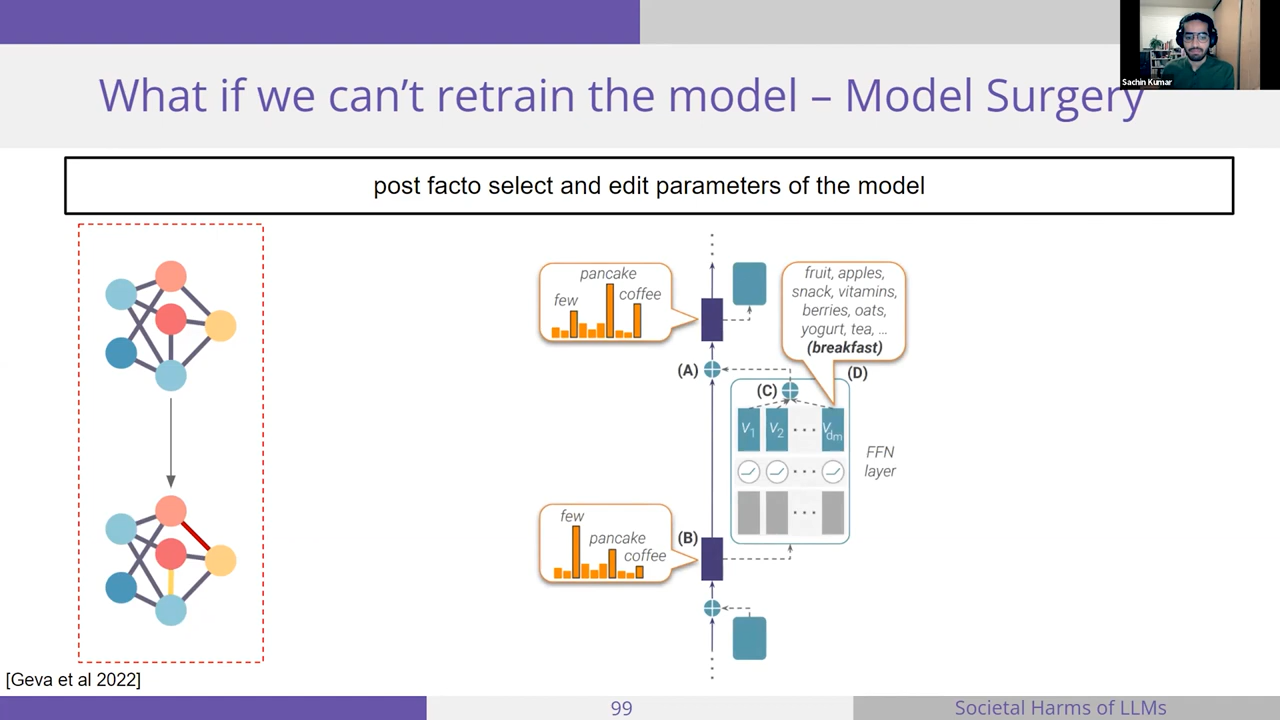 Sachin Kumar
What if we can't retrain the model – Model Surgery
post facto select and edit parameters of the model
pancake
few
coffee
fruit, apples,
snack, vitamins,
berries, oats,
yogurt, tea, ...
(breakfast)
(A)
(D)
(C)
V1 V2 ... Vdm
FFN
layer
...
few
(B)
pancake
coffee
[Geva et al 2022]
99
Societal Harms of LLMs